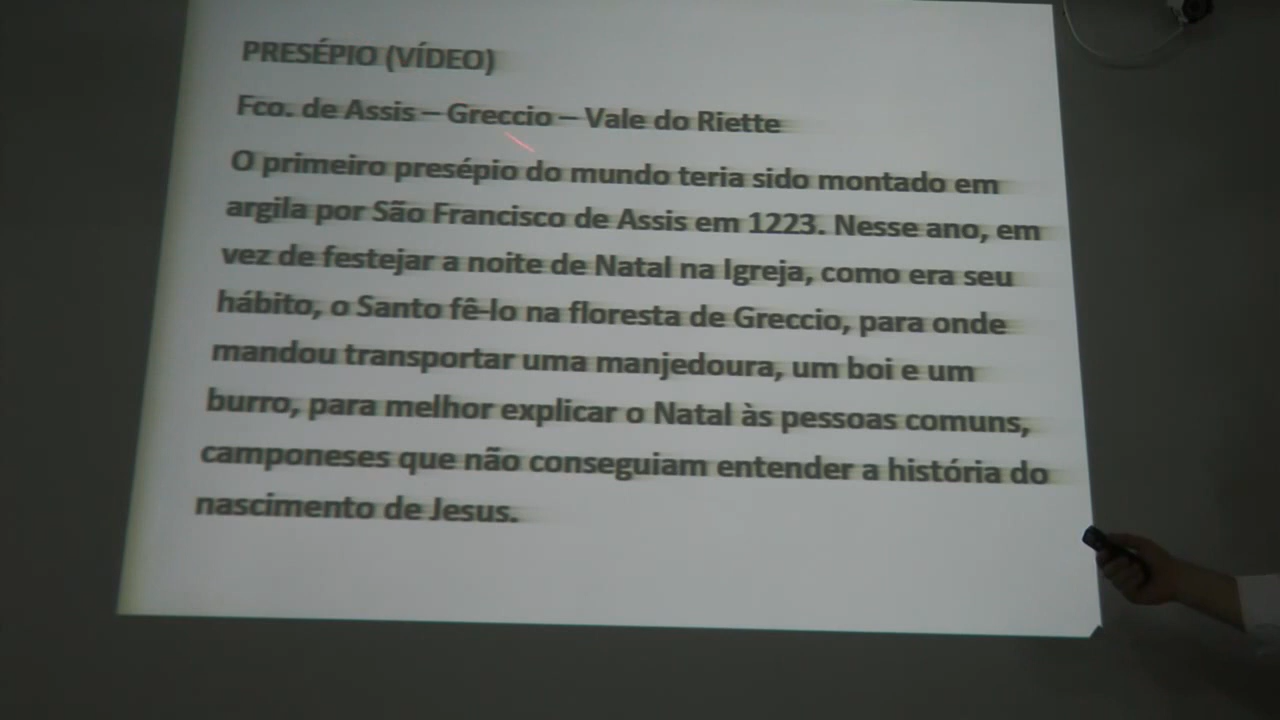 PRESÉPIO (VÍDEO)
Fco. de Assis – Greccio – Vale do Riette
O primeiro presépio do mundo teria sido montado em
argila por São Francisco de Assis em 1223. Nesse ano, em
vez de festejar a noite de Natal na Igreja, como era seu
hábito, o Santo fê-lo na floresta de Greccio, para onde
mandou transportar uma manjedoura, um boi e um
burro, para melhor explicar o Natal às pessoas comuns,
camponeses que não conseguiam entender a história do
nascimento de Jesus.